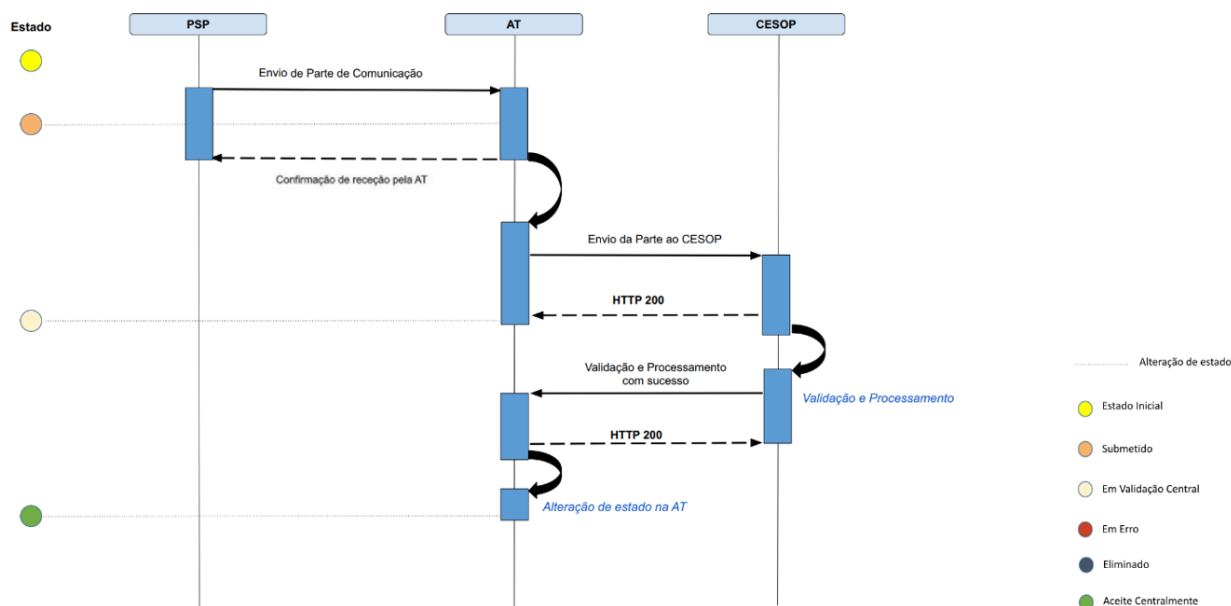 Estado
PSP
AT
CESOP
Envio de Parte de Comunicação
Confirmação de receção pela AT
Envio da Parte ao CESOP
HTTP 200
Validação e Processamento
com sucesso
Validação e Processamento
HTTP 200
Alteração de estado na AT
Alteração de estado
Estado Inicial
Submetido
Em Validação Central
Em Erro
Eliminado
Aceite Centralmente